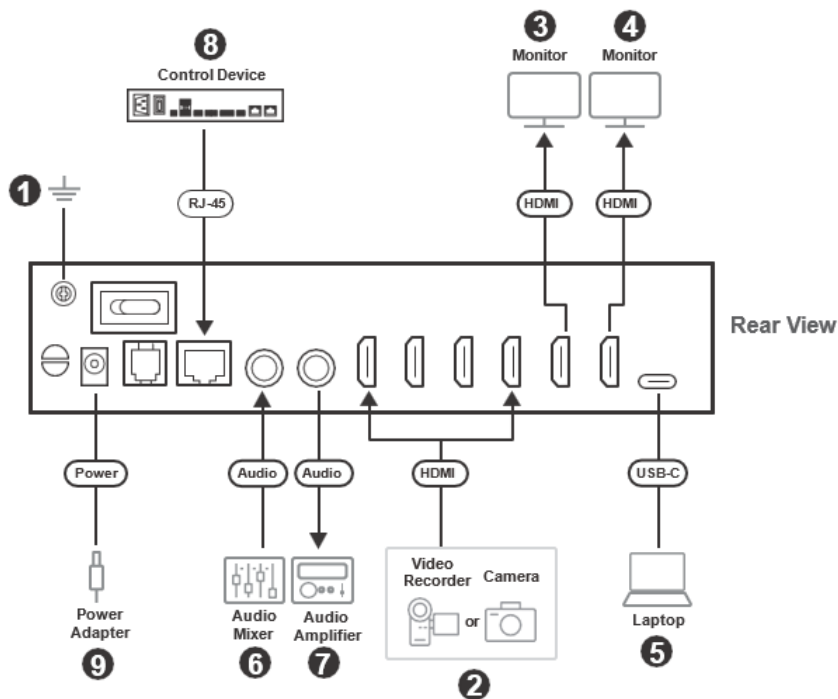 8
Control Device
3
Monitor
4
Monitor
1
RJ-45
HDMI
HDMI
Rear View
Power
Audio
Audio
HDMI
USB-C
Power
Adapter
9
Audio
Mixer
6
Audio
Amplifier
7
Video
Recorder
or
Camera
2
Laptop
5